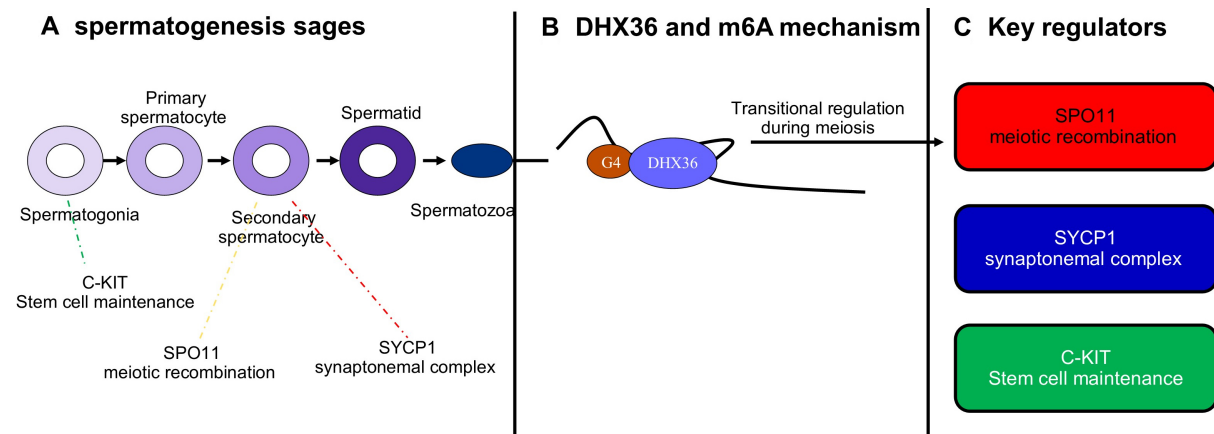 A spermatogenesis sages
Primary
spermatocyte
Spermatid
Spermatogonia
Secondary
spermatocyte
Spermatozoa
C-KIT
Stem cell maintenance
SPO11
meiotic recombination
SYCP1
synaptonemal complex
B DHX36 and m6A mechanism
G4
DHX36
Transitional regulation
during meiosis
C Key regulators
SPO11
meiotic recombination
SYCP1
synaptonemal complex
C-KIT
Stem cell maintenance